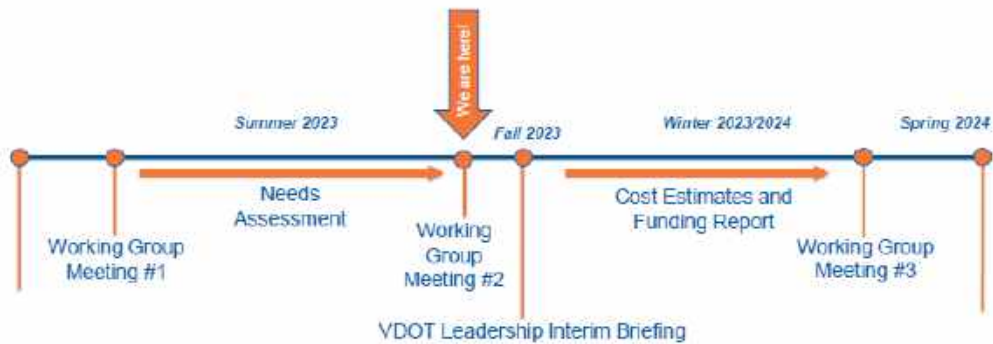 We are here!
Summer 2023
Fall 2023
Winter 2023/2024
Spring 2024
Needs
Assessment
Cost Estimates and
Funding Report
Working Group
Meeting #1
Working
Group
Meeting #2
Working Group
Meeting #3
VDOT Leadership Interim Briefing